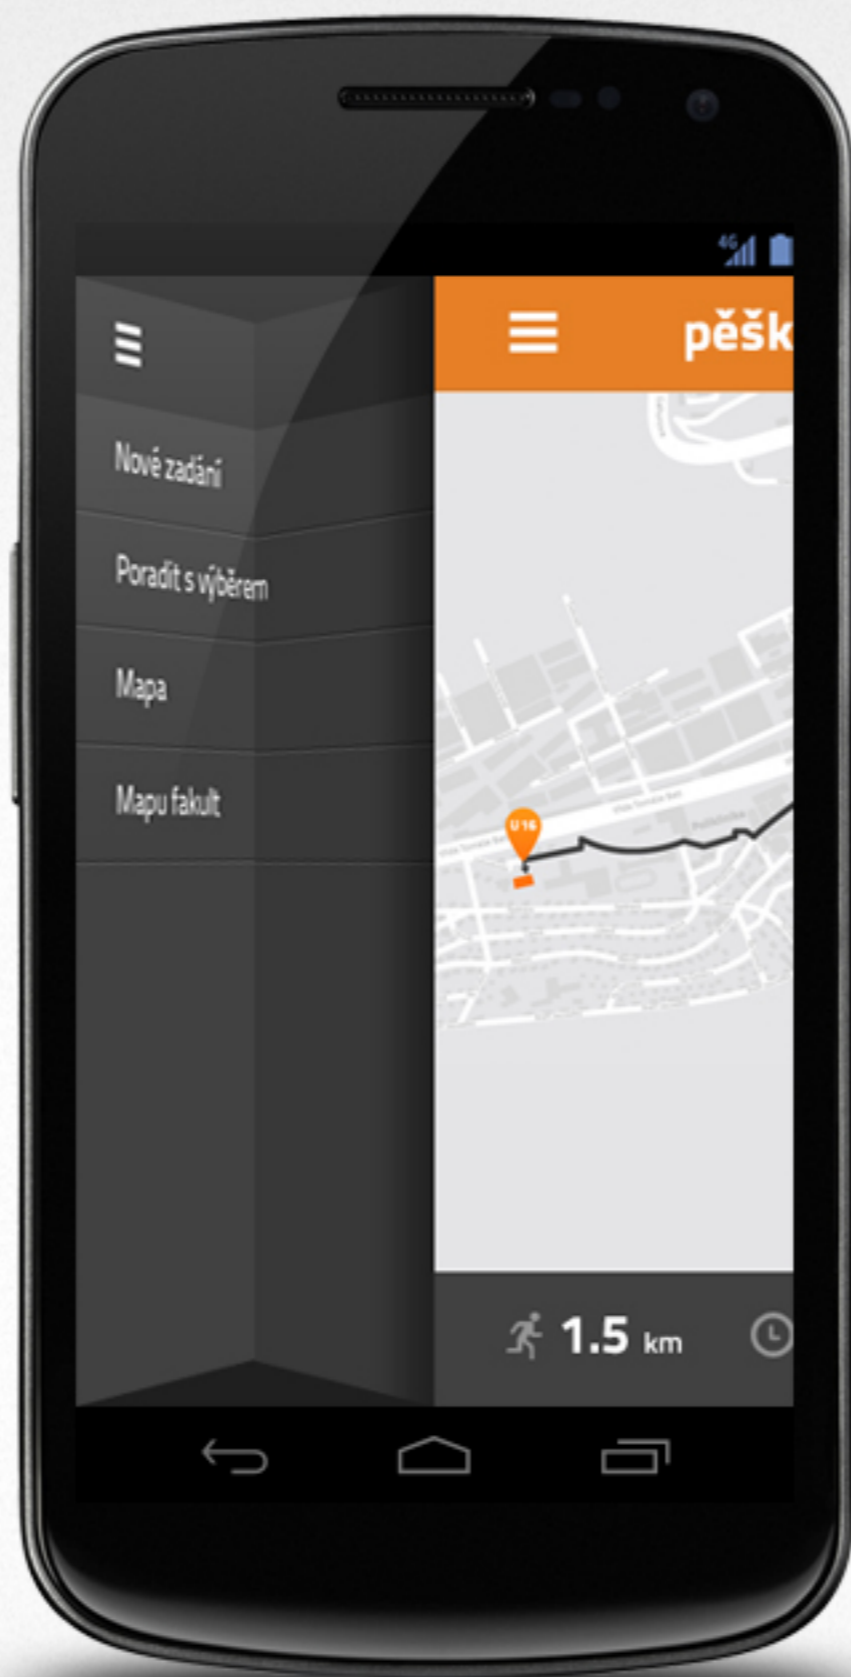 4G
pěšk
Nové zadání
Poradit s výběrem
Mapa
Mapu fakult
U16
1.5 km